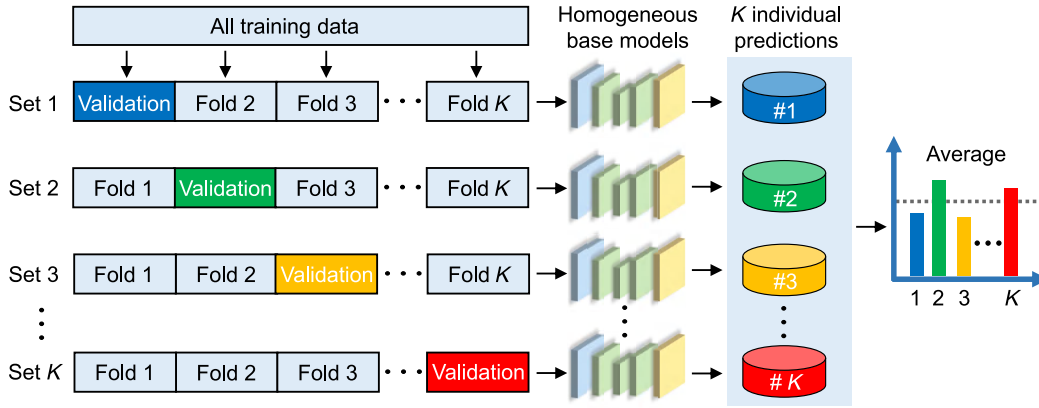 All training data
Homogeneous
base models
K individual
predictions
Set 1 Validation Fold 2 Fold 3 ··· Fold K #1
Set 2 Fold 1 Validation Fold 3 ··· Fold K #2
Average
Set 3 Fold 1 Fold 2 Validation ··· Fold K #3
1 2 3 K
Set K Fold 1 Fold 2 Fold 3 ··· Validation # K